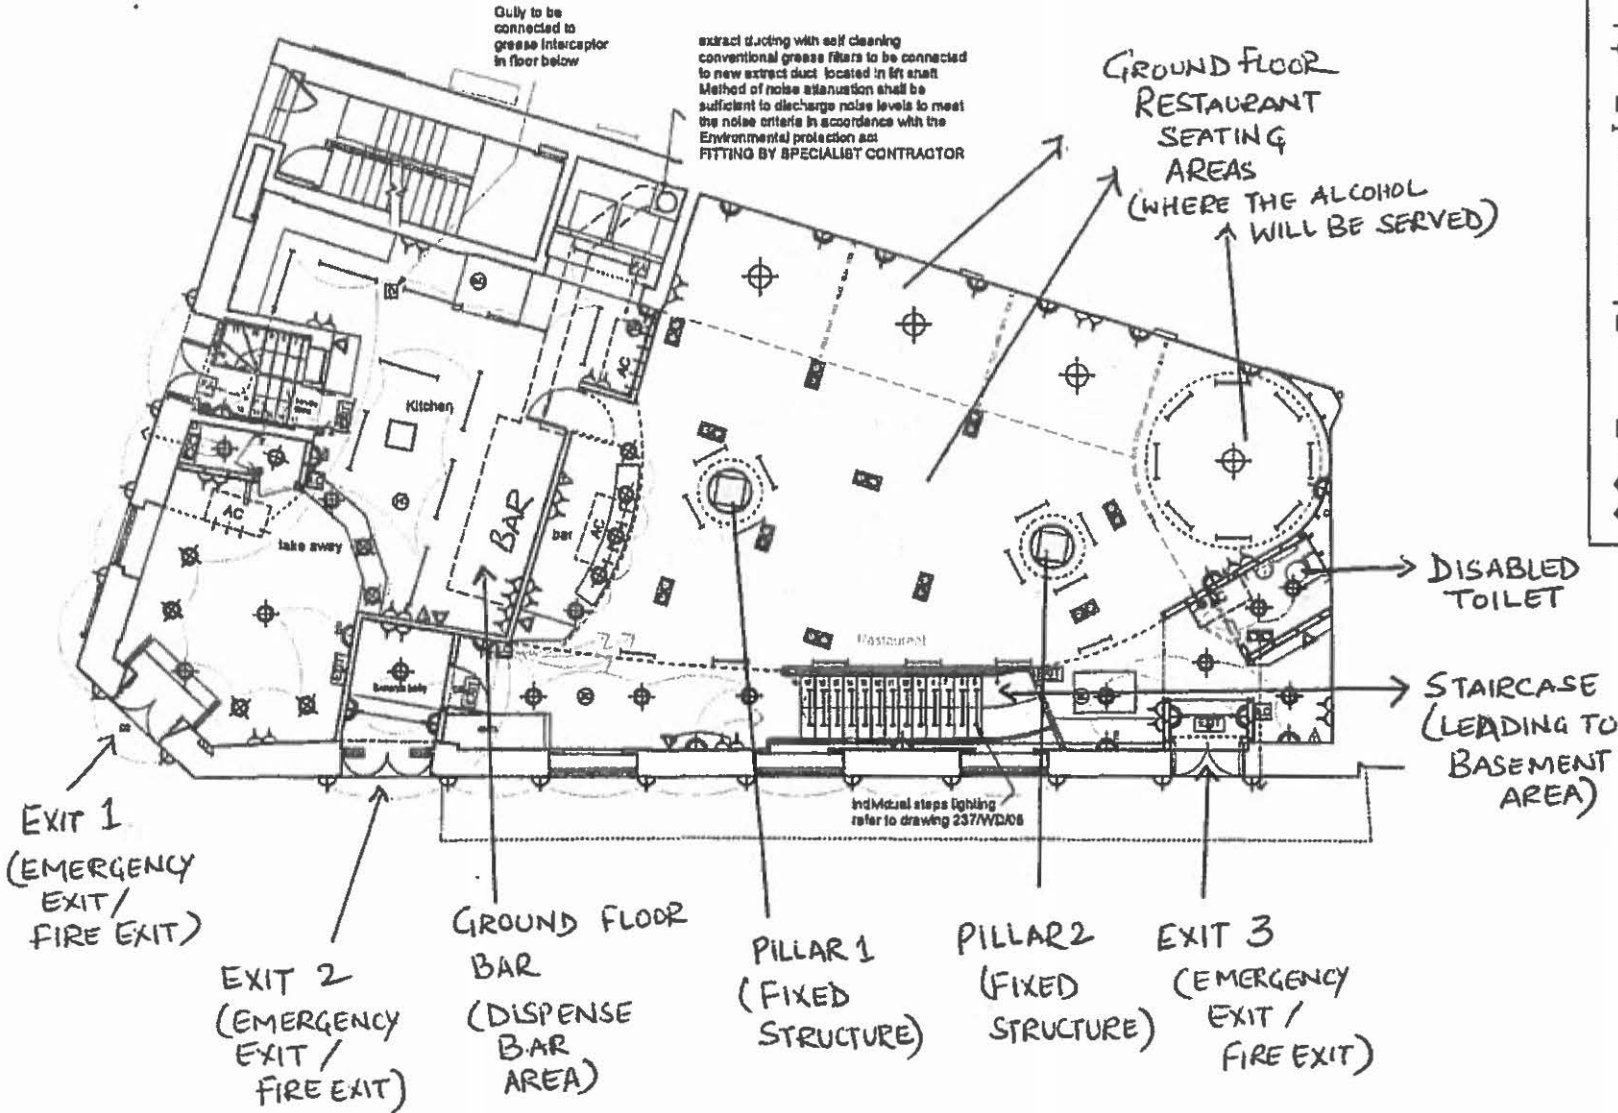 Gully to be
connected to
grease interceptor
in floor below
extract ducting with self cleaning
conventional grease filters to be connected
to new extract duct located in lift shaft
Method of noise attenuation shall be
sufficient to discharge noise levels to meet
the noise criteria in accordance with the
Environmental protection act
FITTING BY SPECIALIST CONTRACTOR
GROUND FLOOR
RESTAURANT
SEATING
AREAS
(WHERE THE ALCOHOL
WILL BE SERVED)
Kitchen
AC
BAR
bar
AC
AC
take away
Restaurant
EXIT
DISABLED
TOILET
STAIRCASE
(LEADING TO
BASEMENT
AREA)
individual steps lighting
refer to drawing 237/WD/06
EXIT 1
(EMERGENCY
EXIT/
FIRE EXIT)
EXIT 2
(EMERGENCY
EXIT /
FIRE EXIT)
GROUND FLOOR
BAR
(DISPENSE
BAR
AREA)
PILLAR 1
(FIXED
STRUCTURE)
PILLAR 2
(FIXED
STRUCTURE)
EXIT 3
(EMERGENCY
EXIT /
FIRE EXIT)